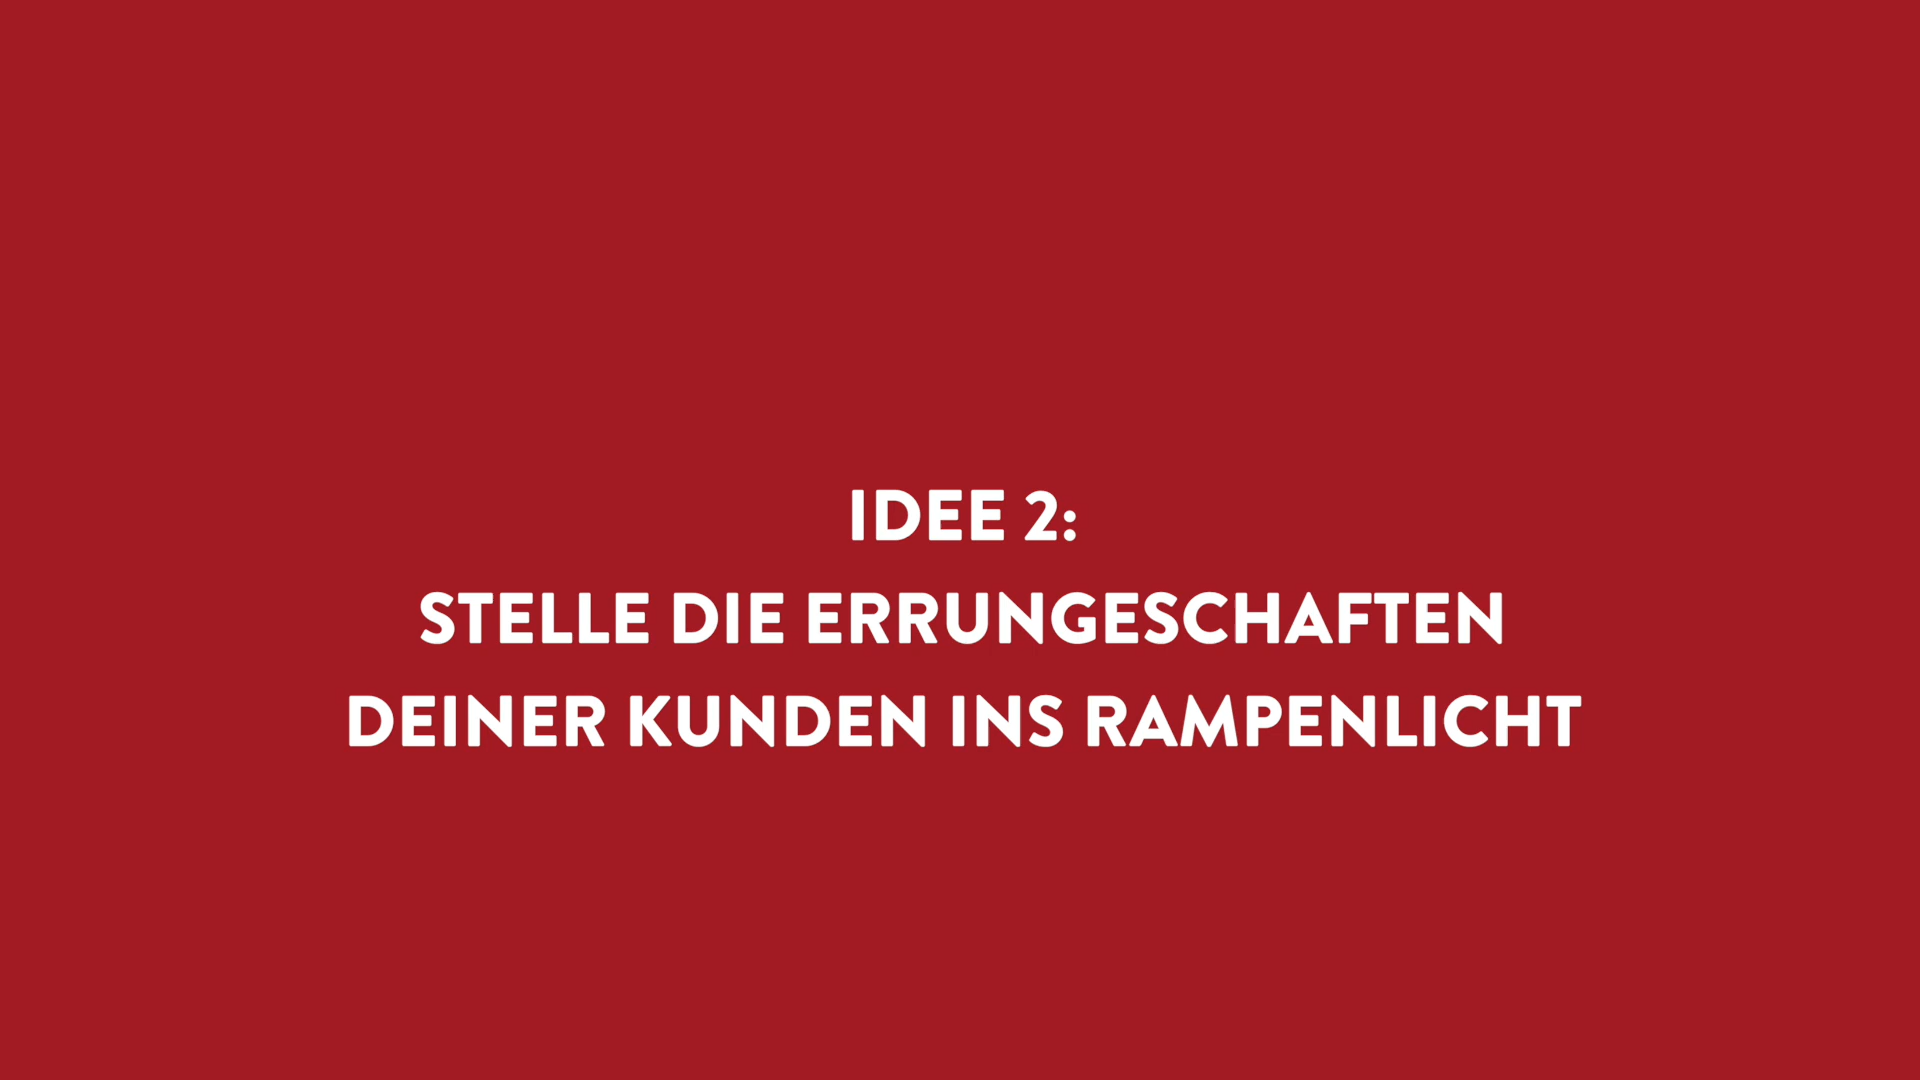 IDEE 2:
STELLE DIE ERRUNGESCHAFTEN
DEINER KUNDEN INS RAMPENLICHT